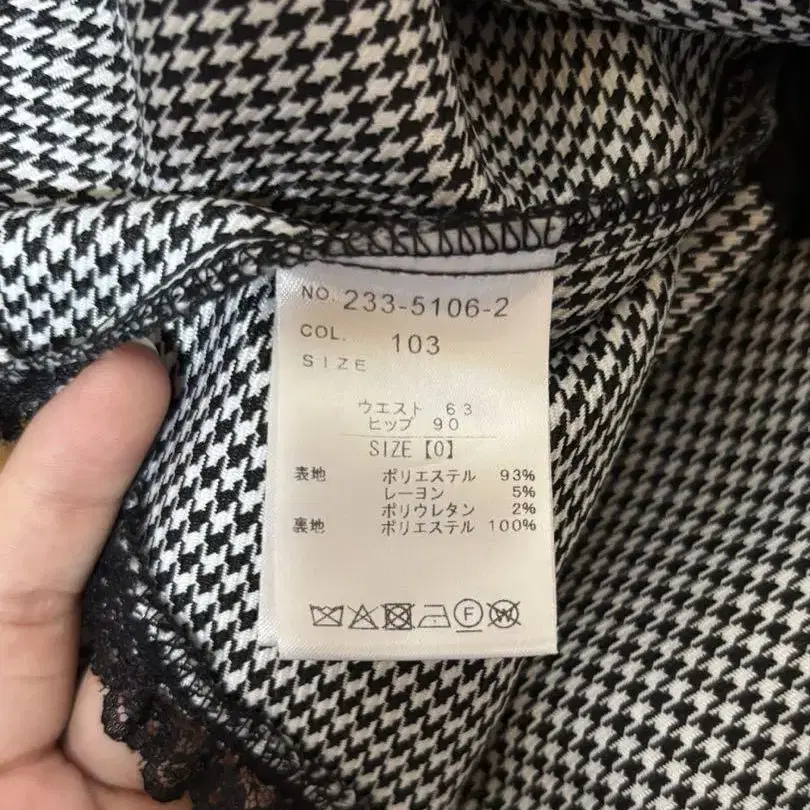 NO. 233-5106-2
COL. 103
SIZE
ウエスト 63
ヒップ 90
SIZE【0】
表地 ポリエステル 93%
レーヨン 5%
ポリウレタン 2%
裏地 ポリエステル 100%
F W